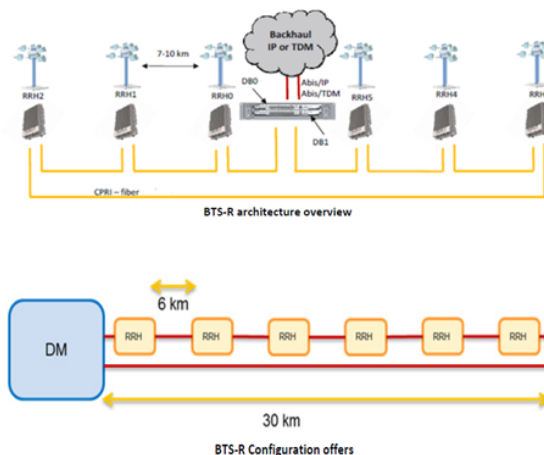 Backhaul
IP or TDM
7-10 km
DB0
Abis/IP
Abis/TDM
RRH2
RRH1
RRH0
RRH5
RRH4
RRH
DB1
CPRI – fiber
BTS-R architecture overview
6 km
DM
RRH
RRH
RRH
RRH
RRH
RRH
30 km
BTS-R Configuration offers